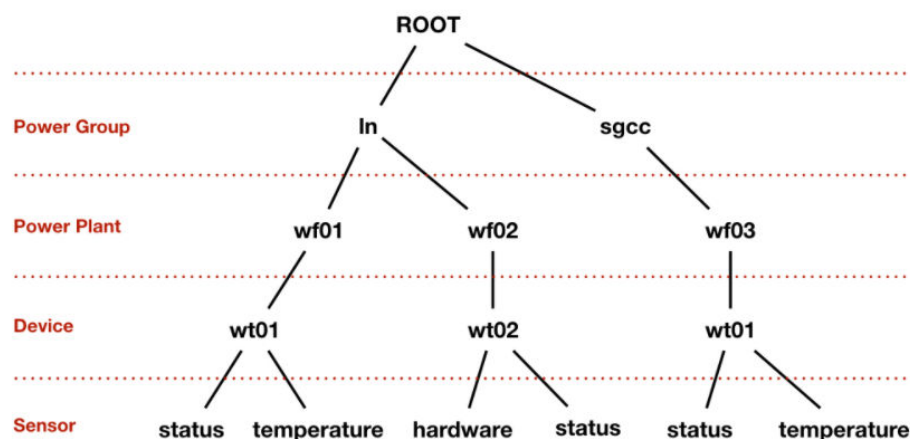 ROOT
Power Group ln sgcc
Power Plant wf01 wf02 wf03
Device wt01 wt02 wt01
Sensor status temperature hardware status status temperature